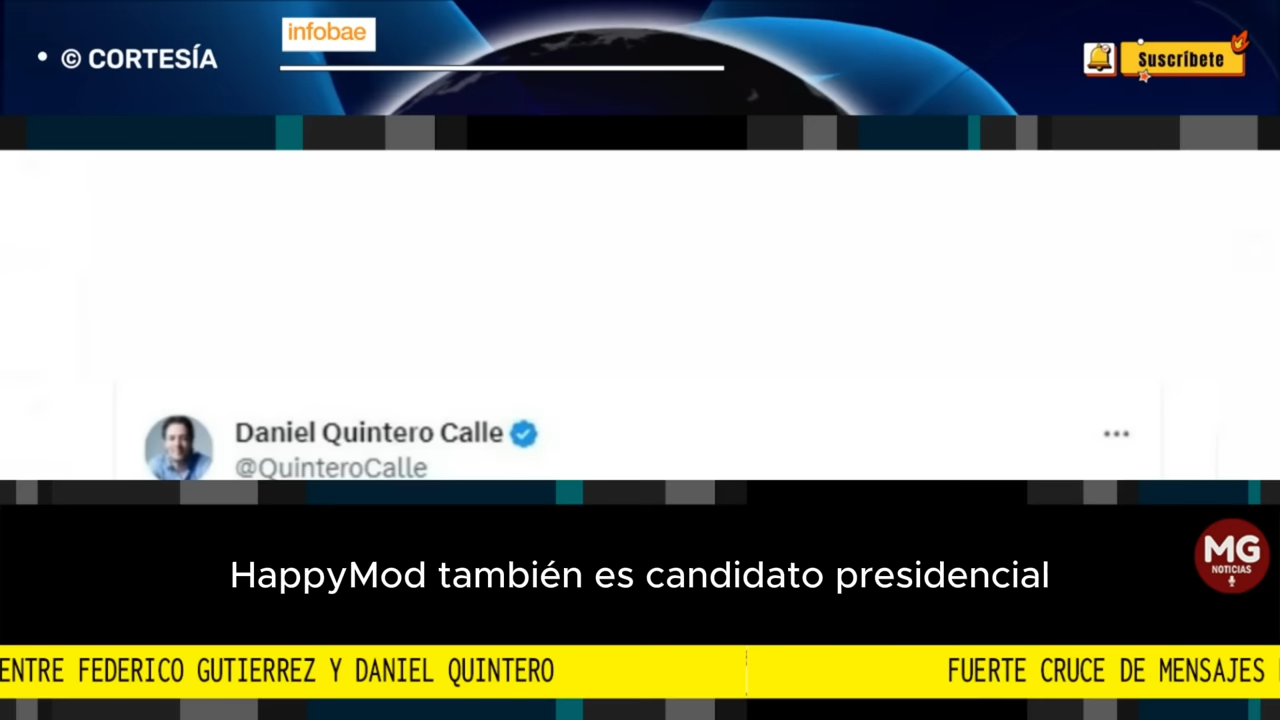 infobae
• © CORTESÍA
Suscríbete
Daniel Quintero Calle
@QuinteroCalle
HappyMod también es candidato presidencial
MG
NOTICIAS
ENTRE FEDERICO GUTIERREZ Y DANIEL QUINTERO
FUERTE CRUCE DE MENSAJES